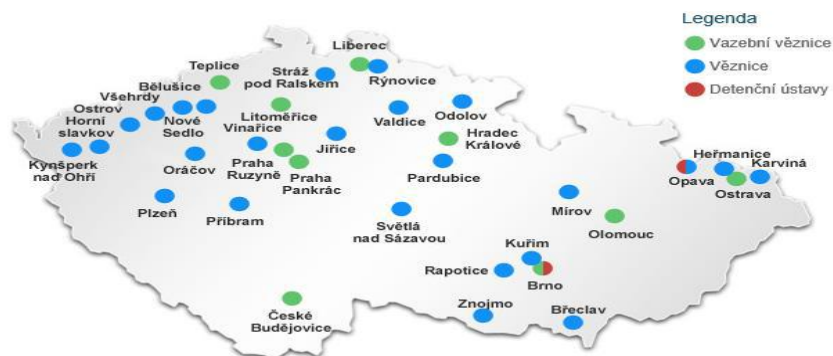 Legenda
Vazební věznice
Věznice
Detenční ústavy
Liberec
Teplice
Stráž
pod Ralskem
Rýnovice
Bělušice
Všehrdy
Ostrov
Horní
slavkov
Nové
Sedlo
Litoměřice
Vinařice
Valdice
Odolov
Hradec
Králové
Jiřice
Kynšperk
nad Ohří
Oráčov
Praha
Ruzyně
Praha
Pankrác
Pardubice
Heřmanice
Karviná
Opava
Ostrava
Plzeň
Příbram
Světlá
nad Sázavou
Mírov
Olomouc
Kuřim
Rapotice
Brno
Znojmo
Břeclav
České
Budějovice